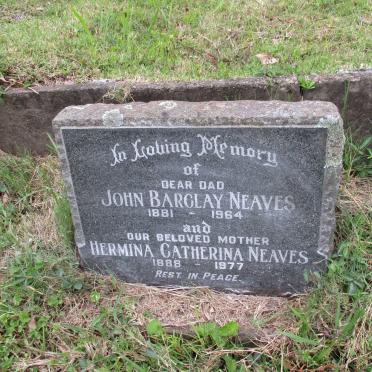 In Loving Memory
of
DEAR DAD
JOHN BARCLAY NEAVES
1881 - 1964
and
OUR BELOVED MOTHER
HERMINA CATHERINA NEAVES
1888 - 1977
REST IN PEACE.